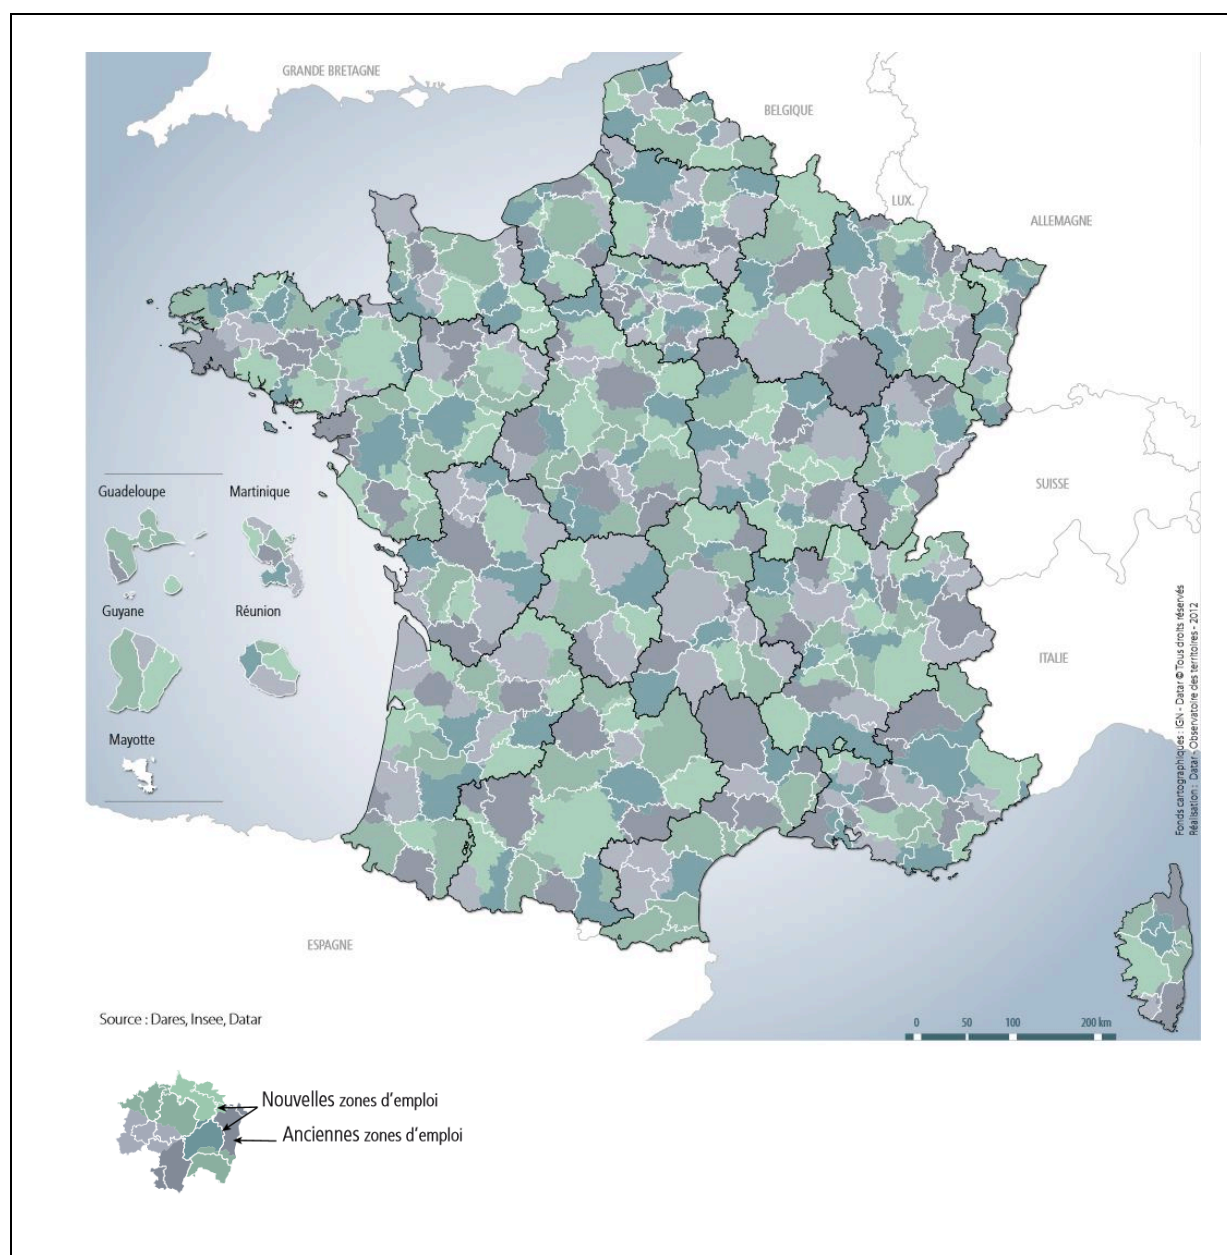 GRANDE BRETAGNE
BELGIQUE
LUX.
ALLEMAGNE
SUISSE
ITALIE
ESPAGNE
Guadeloupe
Martinique
Guyane
Réunion
Mayotte
Fonds cartographiques : IGN - Datar © Tous droits réservés
Réalisation : Datar - Observatoire des territoires - 2012
Source : Dares, Insee, Datar
0 50 100 200 km
Nouvelles zones d'emploi
Anciennes zones d'emploi